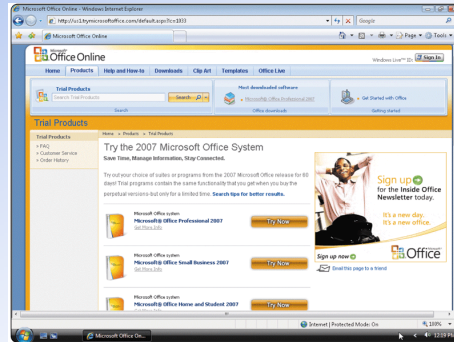 Microsoft Office Online - Windows Internet Explorer
http://us1.trymicrosoftoffice.com/default.aspx?lc=1033
Google
Microsoft Office Online
Page
Tools
Microsoft
Office Online
Windows Live™ ID:
Sign In
Home
Products
Help and How-to
Downloads
Clip Art
Templates
Office Live
Trial Products
Search Trial Products
Search
Search
Most downloaded software
Microsoft® Office Professional 2007
Office downloads
Get Started with Office
Getting started
Trial Products
Trial Products
FAQ
Customer Service
Order History
Home > Products > Trial Products
Try the 2007 Microsoft Office System
Save Time, Manage Information, Stay Connected.
Try out your choice of suites or programs from the 2007 Microsoft Office release for 60
days! Trial programs contain the same functionality that you get when you buy the
perpetual versions but only for a limited time. Search tips for better results.
Microsoft Office system
Microsoft® Office Professional 2007
Get More Info
Try Now
Microsoft Office system
Microsoft® Office Small Business 2007
Get More Info
Try Now
Microsoft Office system
Microsoft® Office Home and Student 2007
Get More Info
Try Now
Sign up
for the Inside Office
Newsletter today.
It's a new day.
It's a new office.
Sign up now
Office
Email this page to a friend
Internet | Protected Mode: On
100%
Microsoft Office On...
12:19 PM